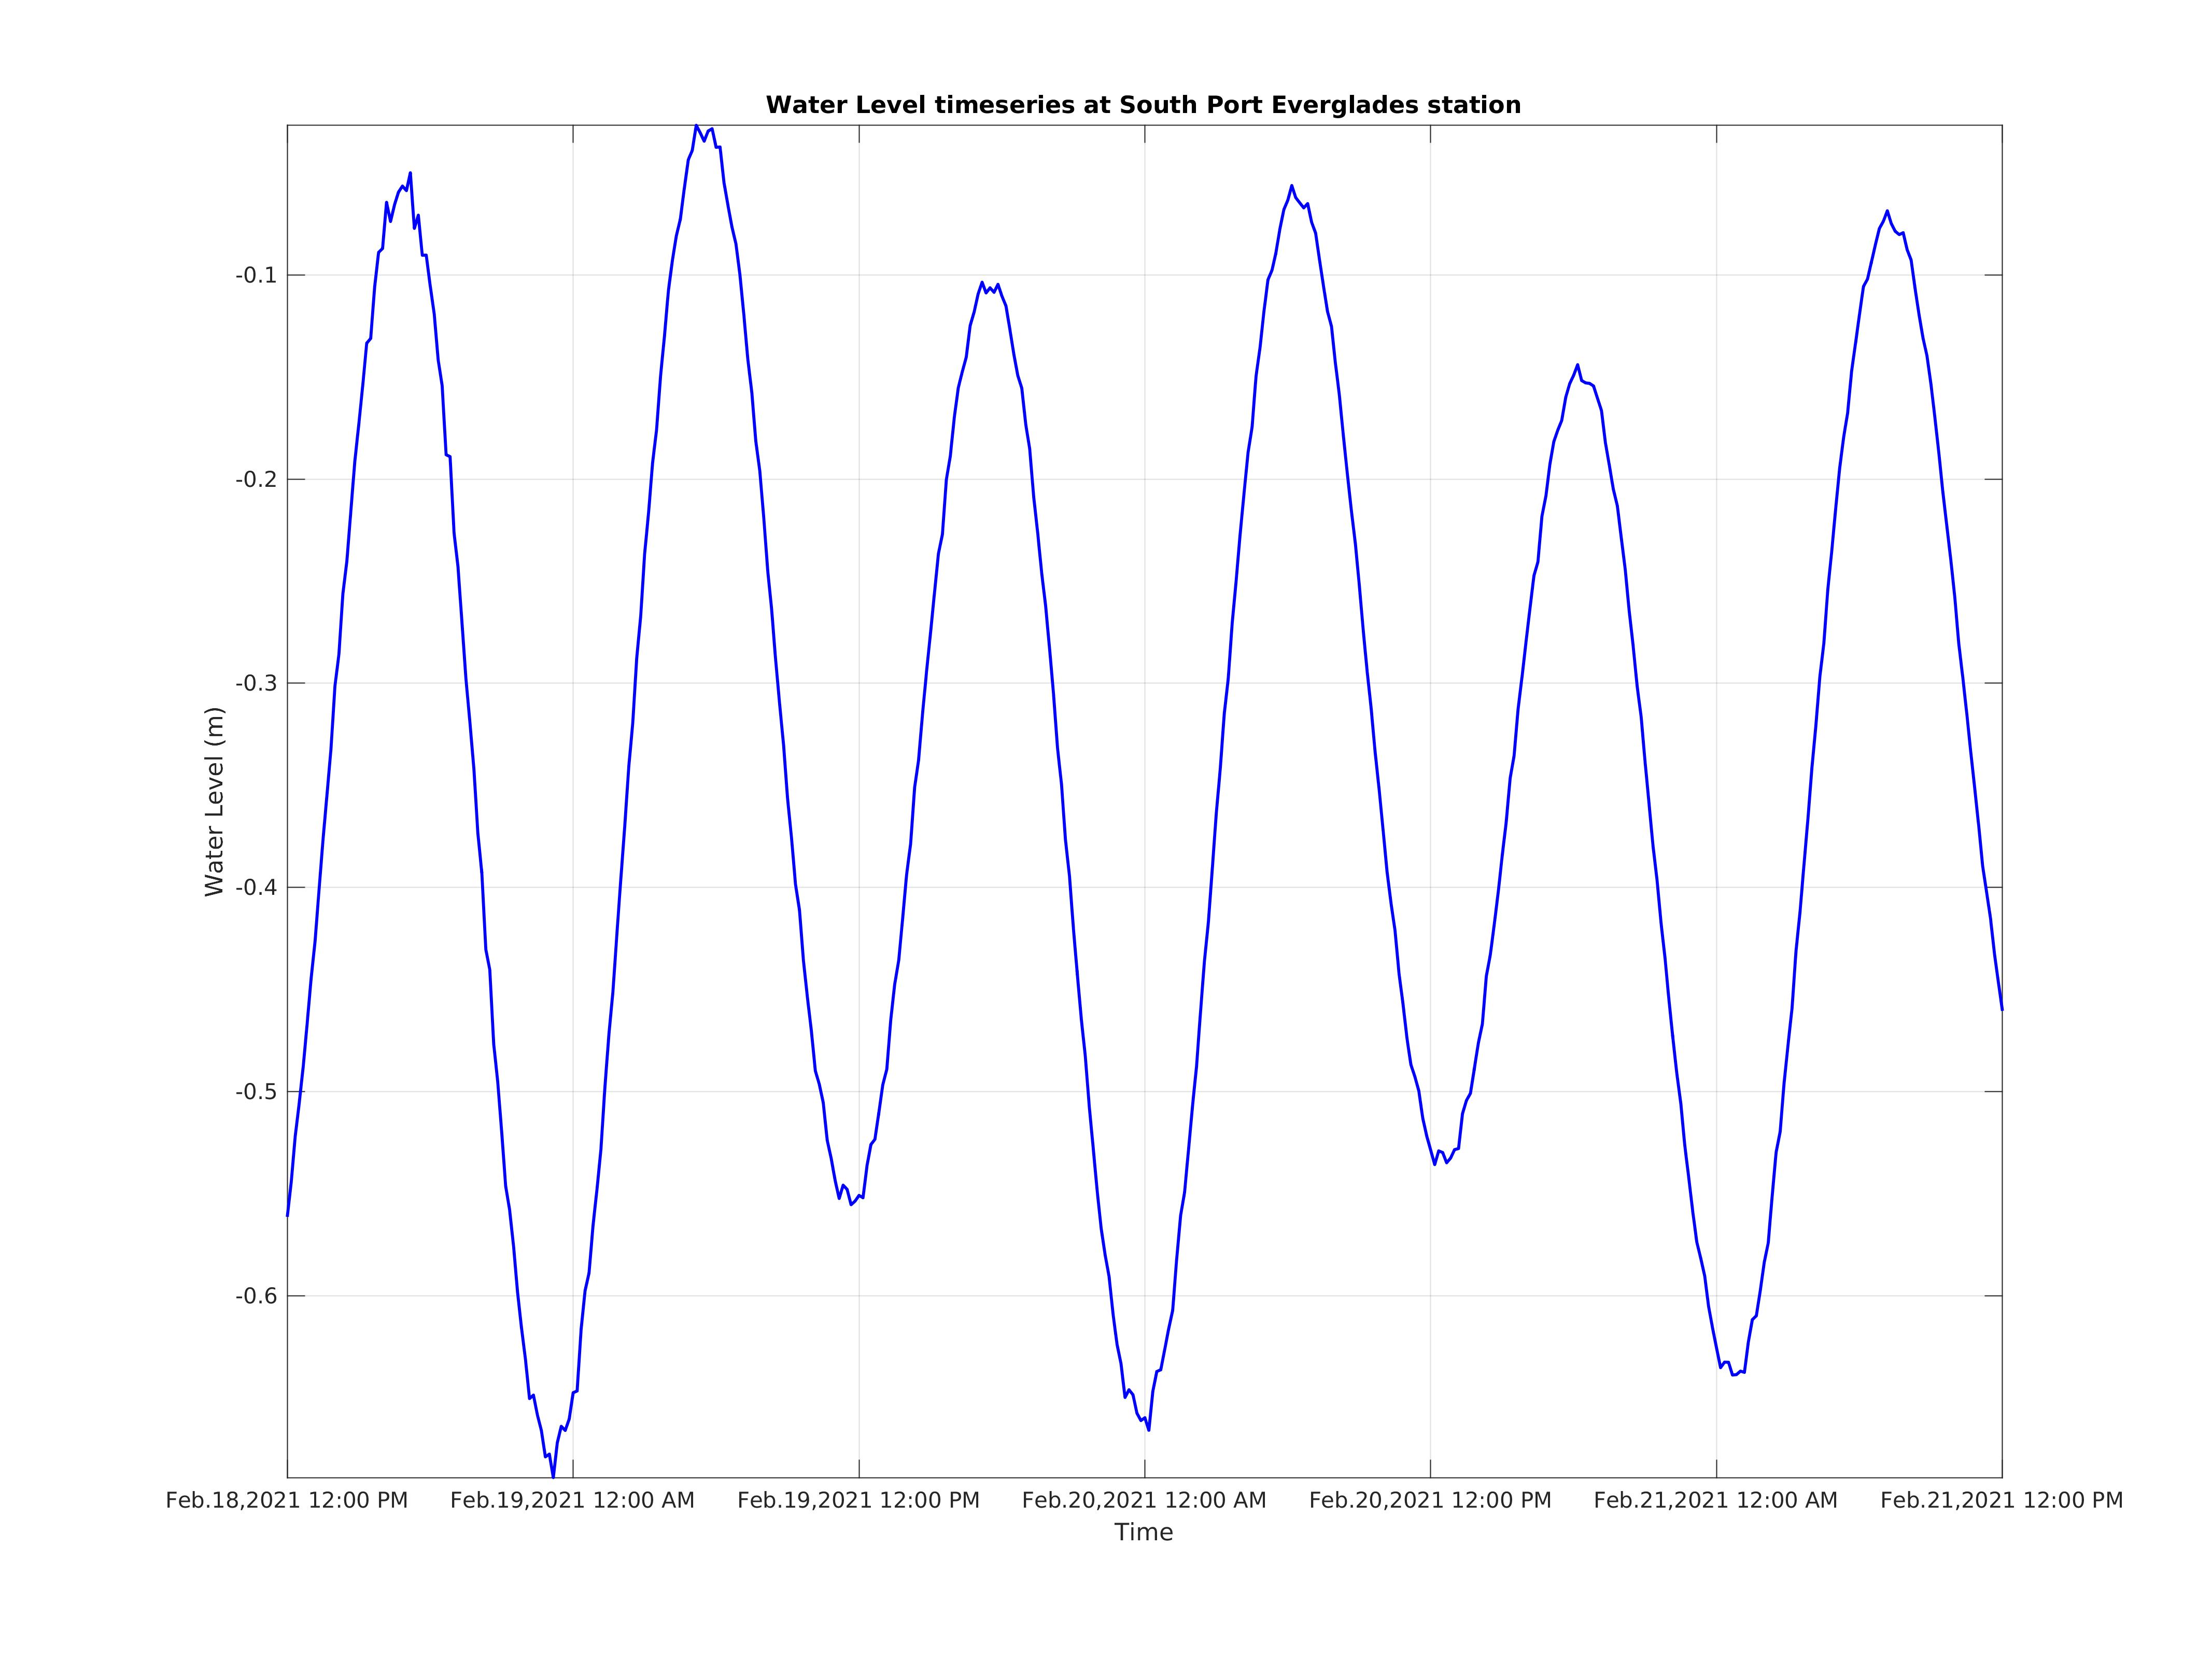 Water Level timeseries at South Port Everglades station
-0.1
-0.2
-0.3
-0.4
-0.5
-0.6
Water Level (m)
Feb.18,2021 12:00 PM
Feb.19,2021 12:00 AM
Feb.19,2021 12:00 PM
Feb.20,2021 12:00 AM
Feb.20,2021 12:00 PM
Feb.21,2021 12:00 AM
Feb.21,2021 12:00 PM
Time